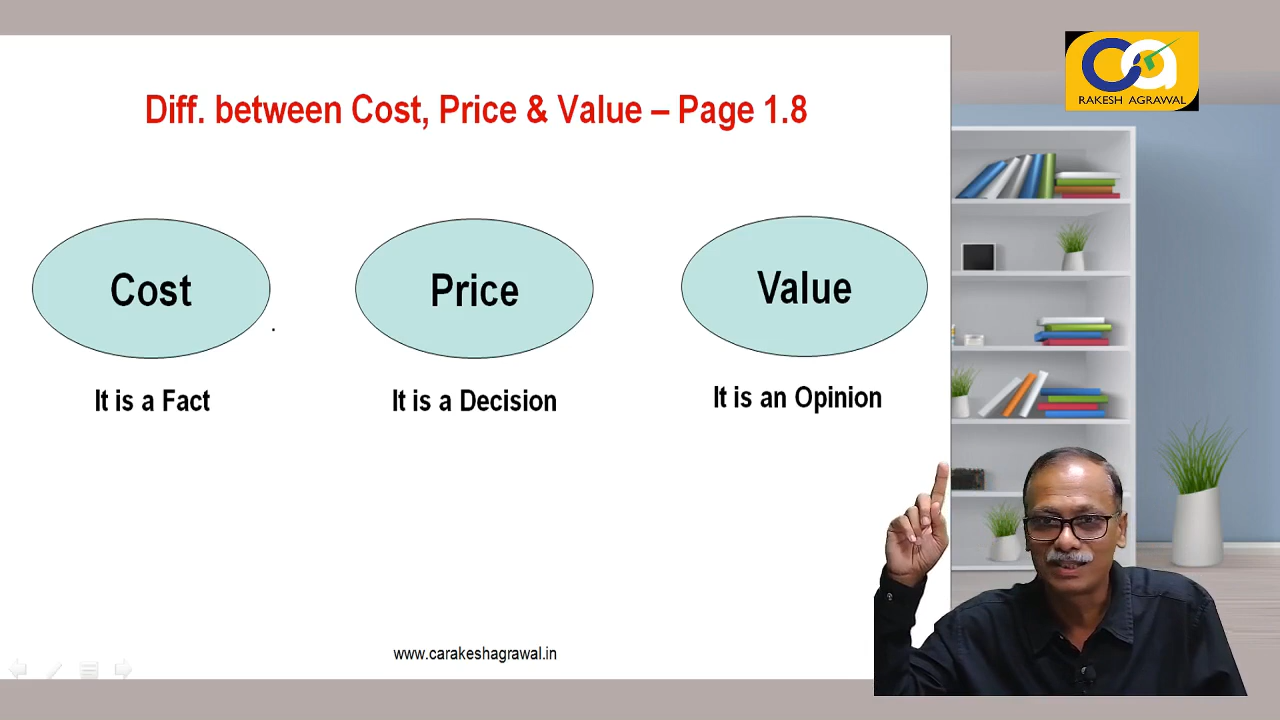 Diff. between Cost, Price & Value – Page 1.8
Cost
Price
Value
It is a Fact
It is a Decision
It is an Opinion
www.carakeshagrawal.in
ca
RAKESH AGRAWAL